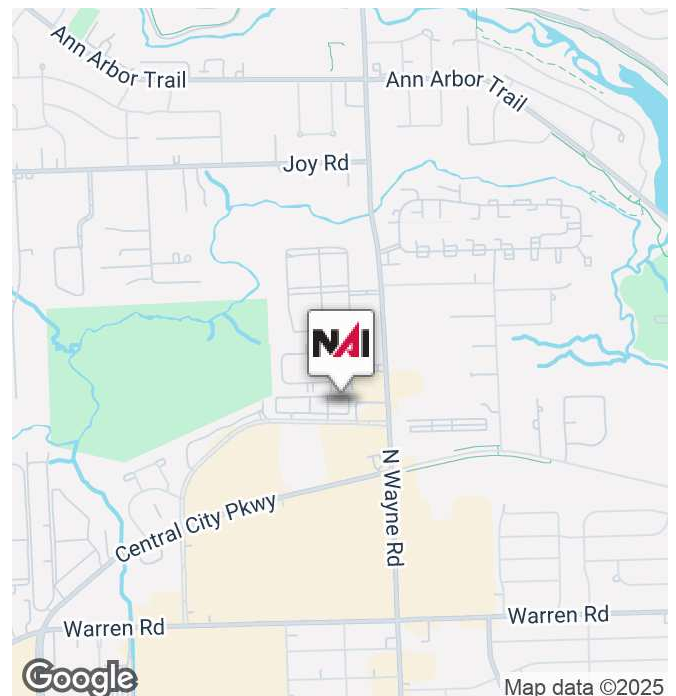 Ann Arbor Trail
Ann Arbor Trail
Joy Rd
NAI
N Wayne Rd
Central City Pkwy
Warren Rd
Warren Rd
Google
Map data ©2025